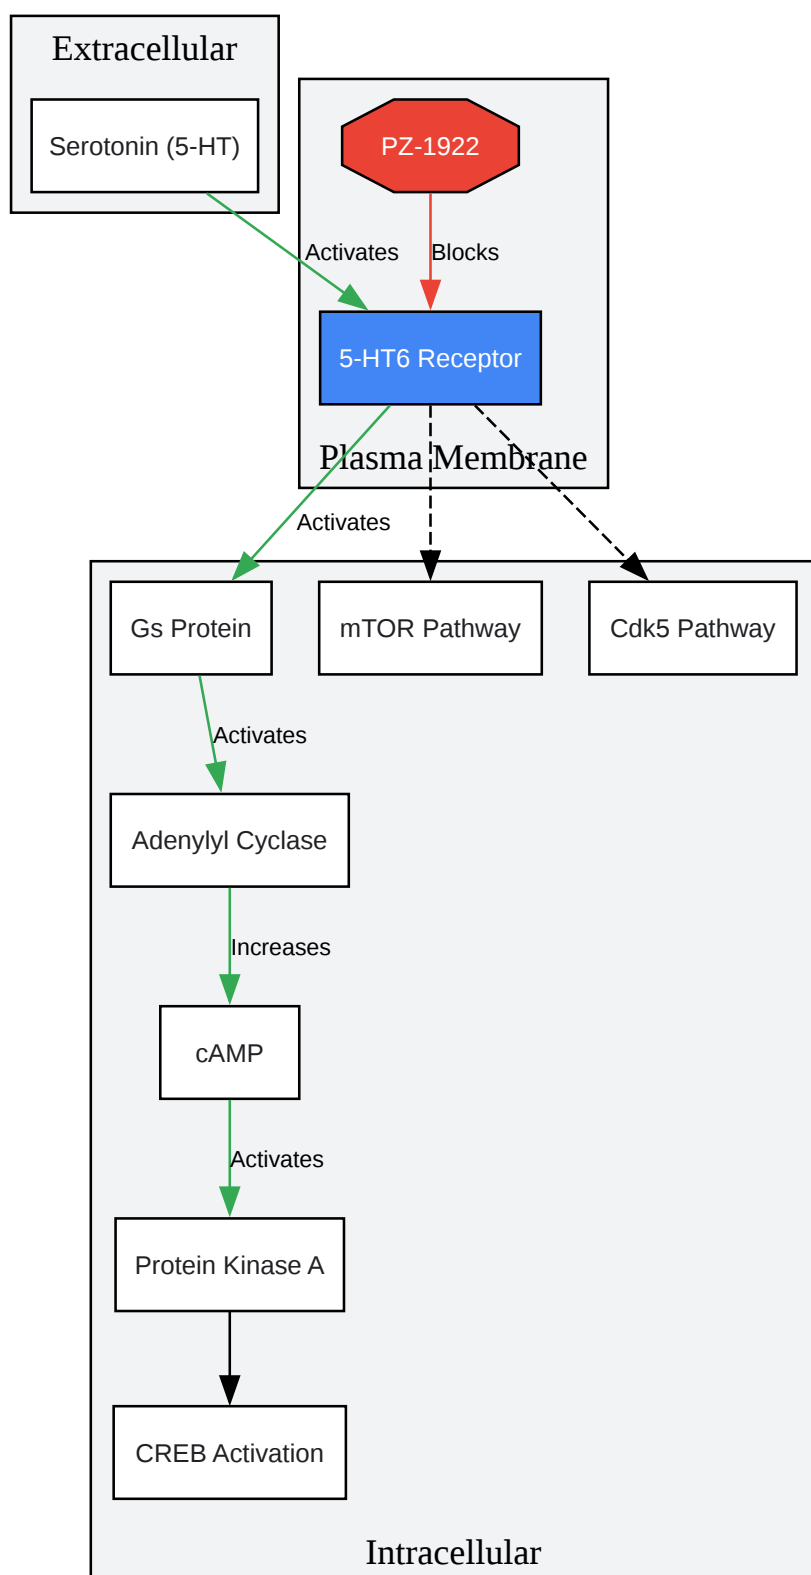 Extracellular
Serotonin (5-HT)
PZ-1922
Activates
Blocks
5-HT6 Receptor
Plasma Membrane
Activates
Gs Protein
mTOR Pathway
Cdk5 Pathway
Activates
Adenylyl Cyclase
Increases
cAMP
Activates
Protein Kinase A
CREB Activation
Intracellular